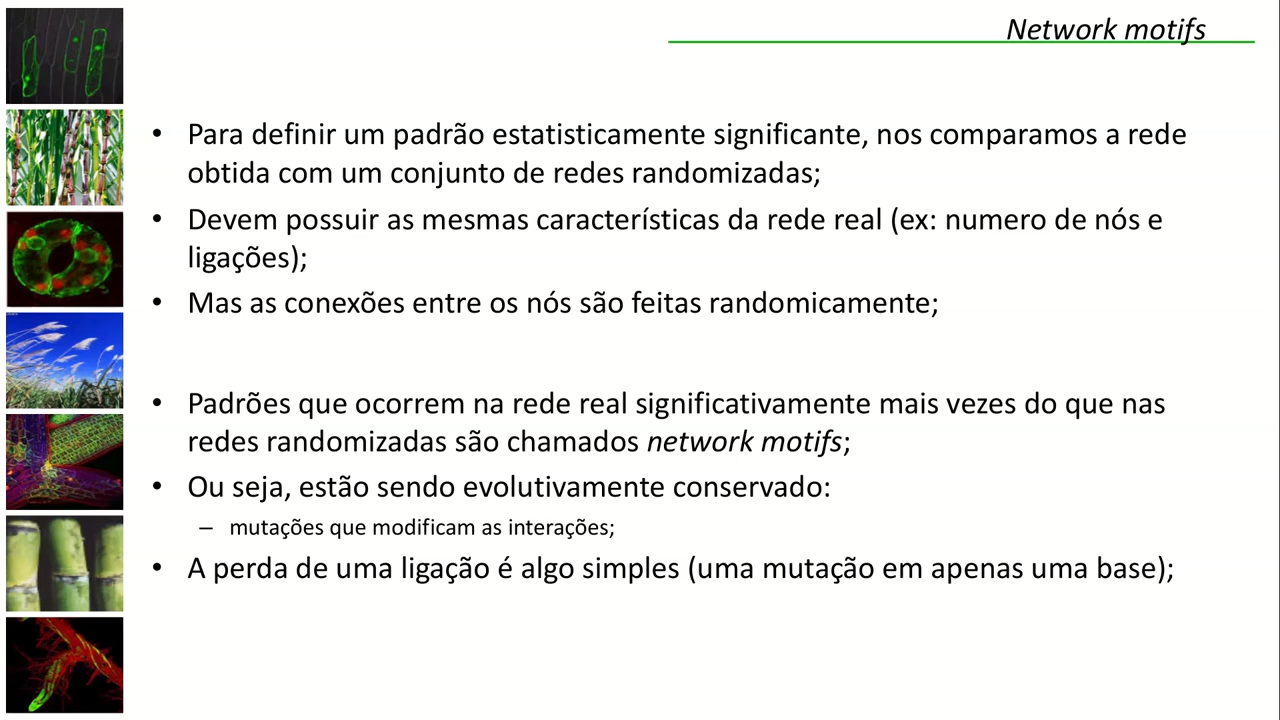 Network motifs
• Para definir um padrão estatisticamente significante, nos comparamos a rede
obtida com um conjunto de redes randomizadas;
• Devem possuir as mesmas características da rede real (ex: numero de nós e
ligações);
• Mas as conexões entre os nós são feitas randomicamente;
• Padrões que ocorrem na rede real significativamente mais vezes do que nas
redes randomizadas são chamados network motifs;
• Ou seja, estão sendo evolutivamente conservado:
– mutações que modificam as interações;
• A perda de uma ligação é algo simples (uma mutação em apenas uma base);